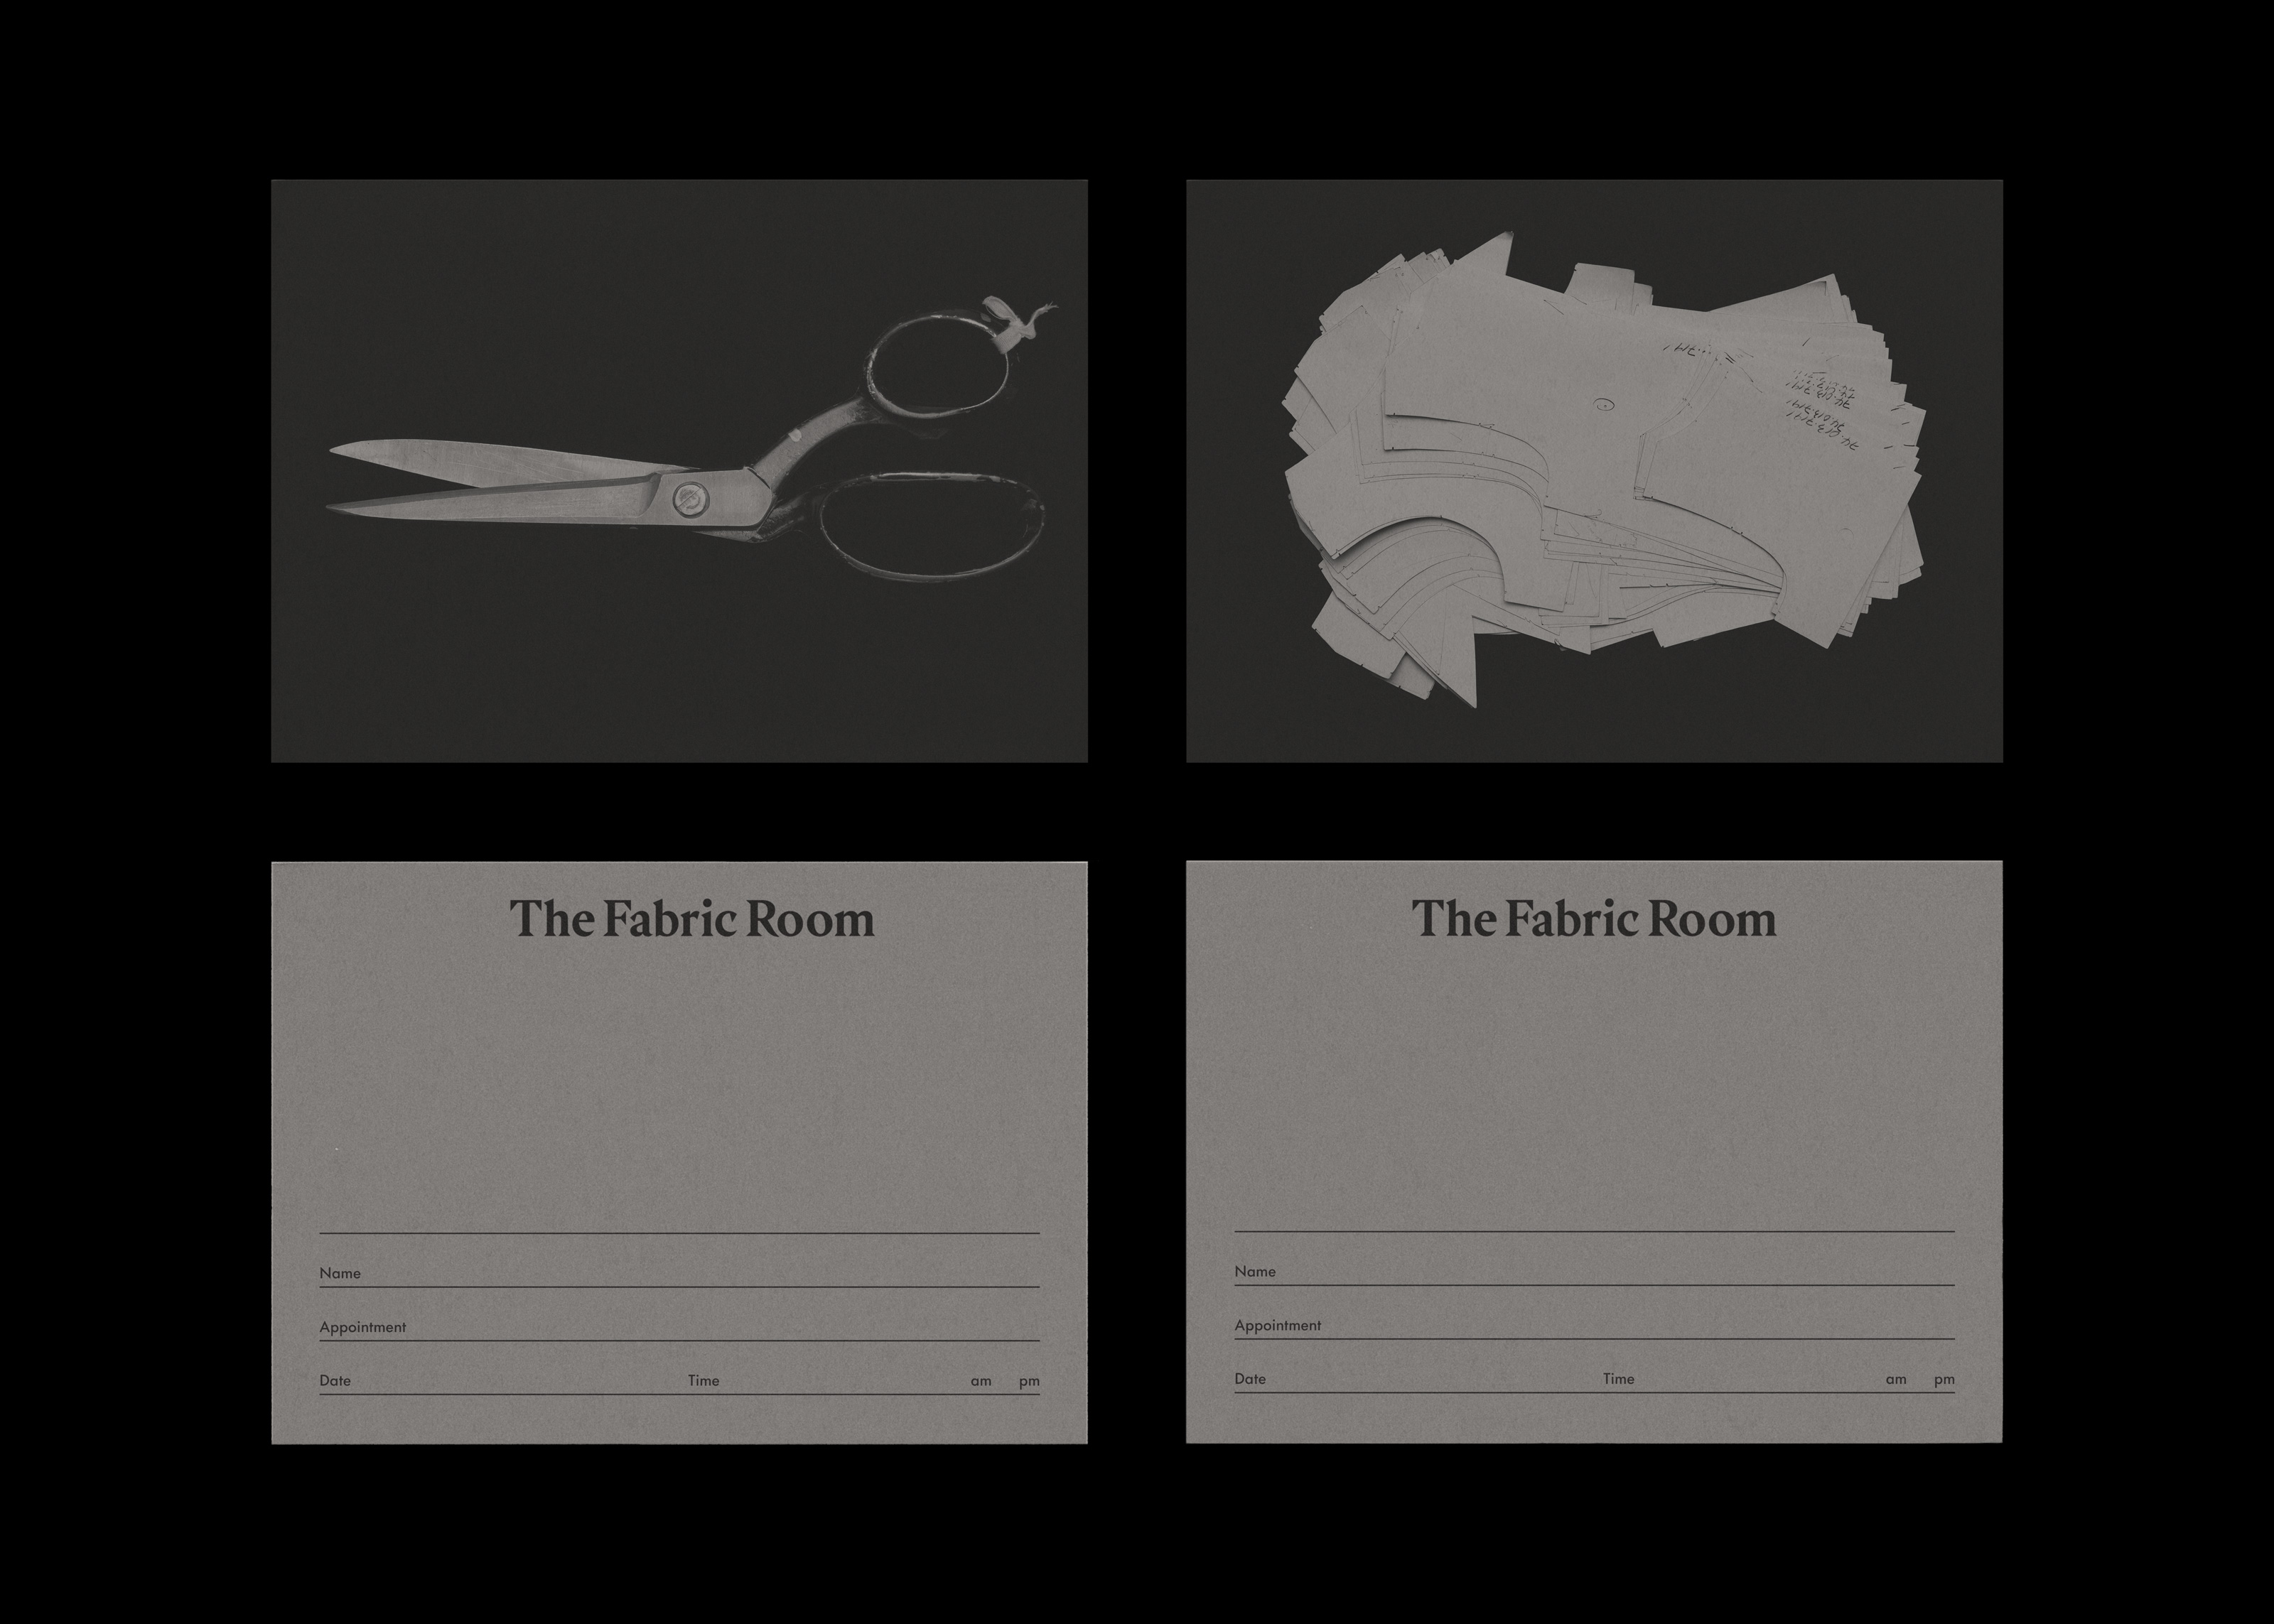 The Fabric Room
Name
Appointment
Date Time am pm
The Fabric Room
Name
Appointment
Date Time am pm